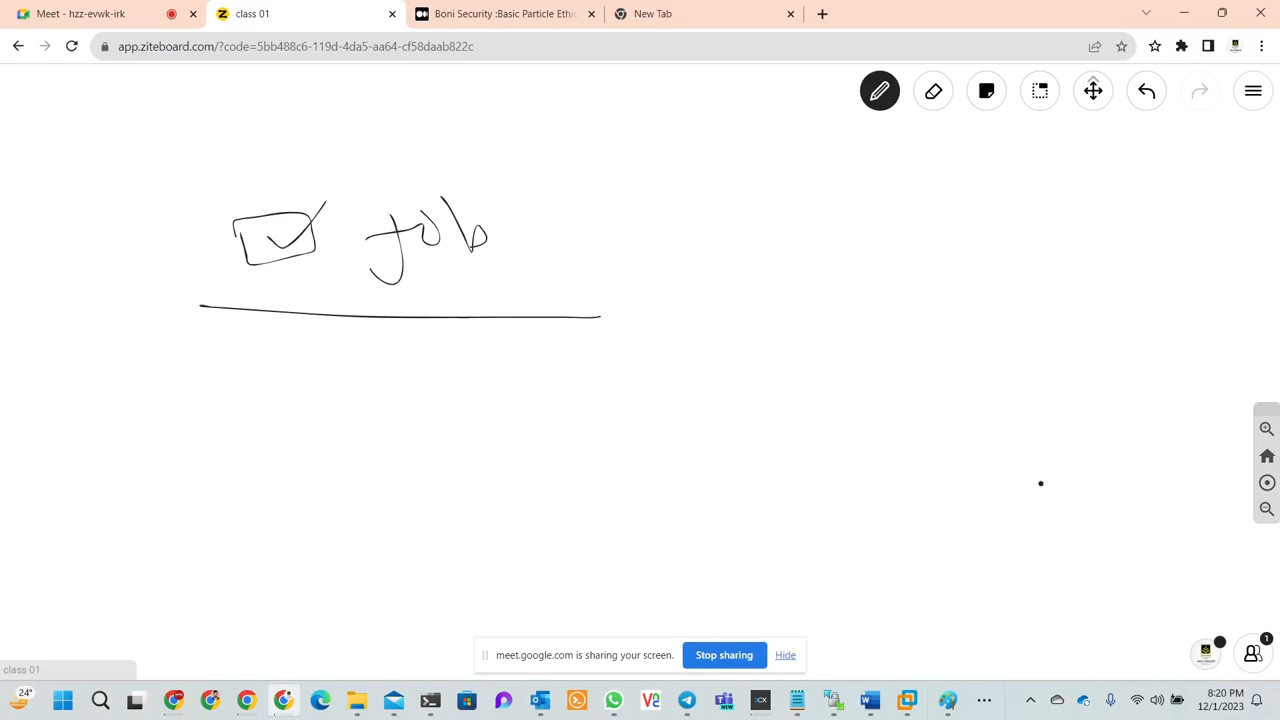 Meet - hzz-evwk-irk
class 01
Boni Security :Basic Particle Ethic
New Tab
app.ziteboard.com/?code=5bb488c6-119d-4da5-aa64-cf58daab822c
job
meet.google.com is sharing your screen.
Stop sharing
Hide
1
class 01
24°
NEW
8:20 PM
12/1/2023